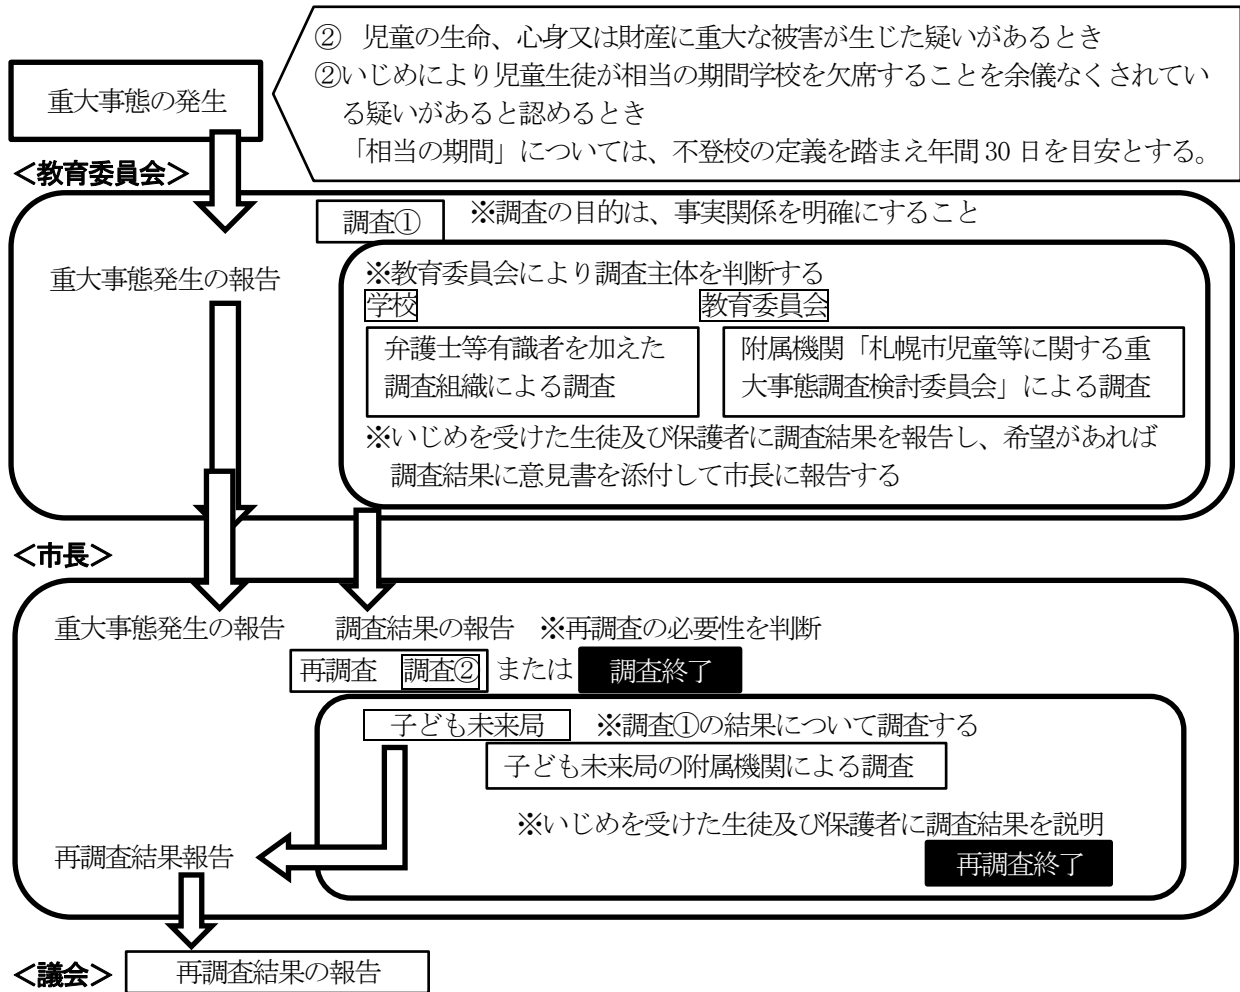 ② 児童の生命、心身又は財産に重大な被害が生じた疑いがあるとき
②いじめにより児童生徒が相当の期間学校を欠席することを余儀なくされてい
る疑いがあると認めるとき
「相当の期間」については、不登校の定義を踏まえ年間30日を目安とする。
重大事態の発生
＜教育委員会＞
調査① ※調査の目的は、事実関係を明確にすること
重大事態発生の報告
※教育委員会により調査主体を判断する
学校 教育委員会
弁護士等有識者を加えた
調査組織による調査
附属機関「札幌市児童等に関する重
大事態調査検討委員会」による調査
※いじめを受けた生徒及び保護者に調査結果を報告し、希望があれば
調査結果に意見書を添付して市長に報告する
＜市長＞
重大事態発生の報告 調査結果の報告 ※再調査の必要性を判断
再調査 調査② または 調査終了
子ども未来局 ※調査①の結果について調査する
子ども未来局の附属機関による調査
※いじめを受けた生徒及び保護者に調査結果を説明
再調査結果報告
再調査終了
＜議会＞ 再調査結果の報告